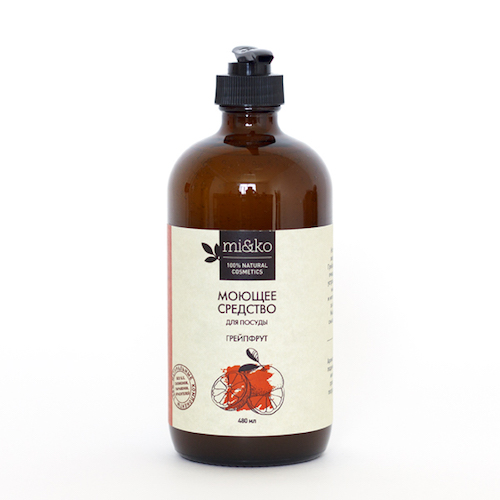 mi&ko
100% NATURAL
COSMETICS
МОЮЩЕЕ
СРЕДСТВО
ДЛЯ ПОСУДЫ
ГРЕЙПФРУТ
480 мл